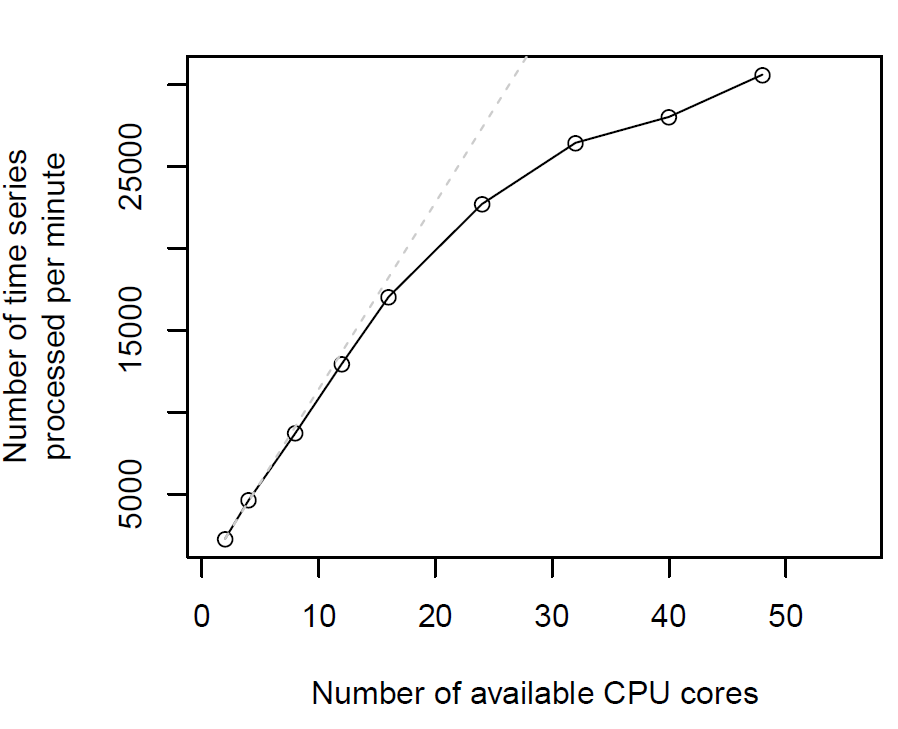 Number of time series
processed per minute
25000
15000
5000
0 10 20 30 40 50
Number of available CPU cores